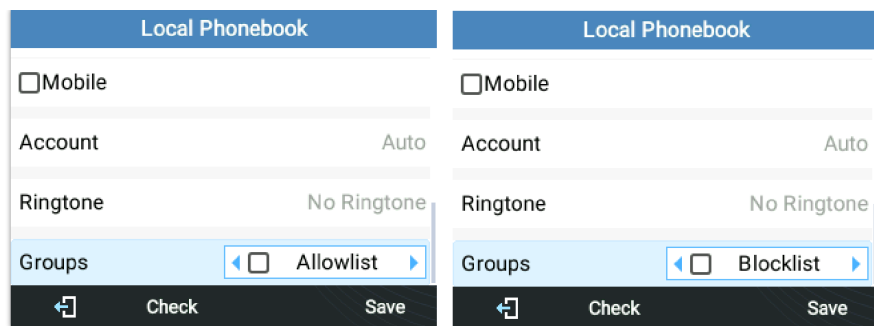 Local Phonebook
Mobile
Account Auto
Ringtone No Ringtone
Groups Allowlist
Check Save
Local Phonebook
Mobile
Account Auto
Ringtone No Ringtone
Groups Blocklist
Check Save